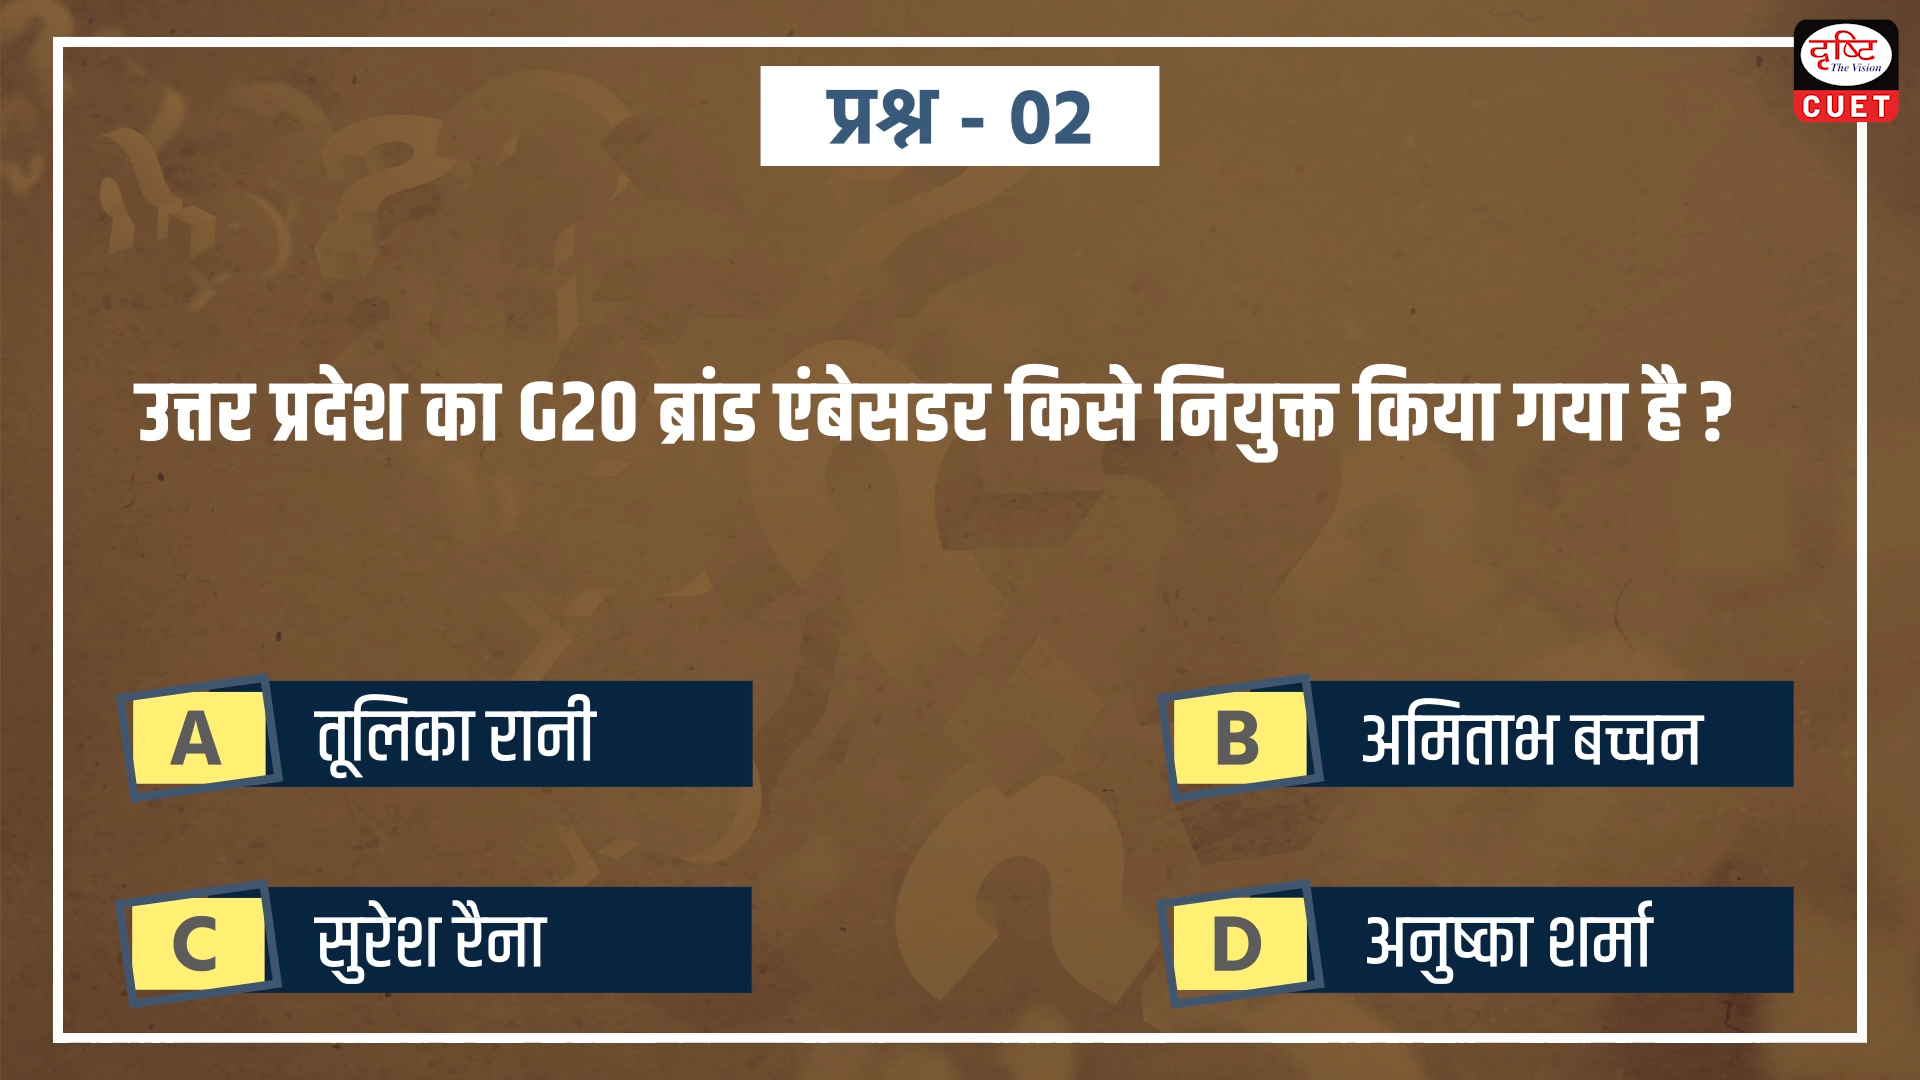 दृष्टि
The Vision
CUET
प्रश्न - 02
उत्तर प्रदेश का G20 ब्रांड एंबेसडर किसे नियुक्त किया गया है ?
A तूलिका रानी
B अमिताभ बच्चन
C सुरेश रैना
D अनुष्का शर्मा